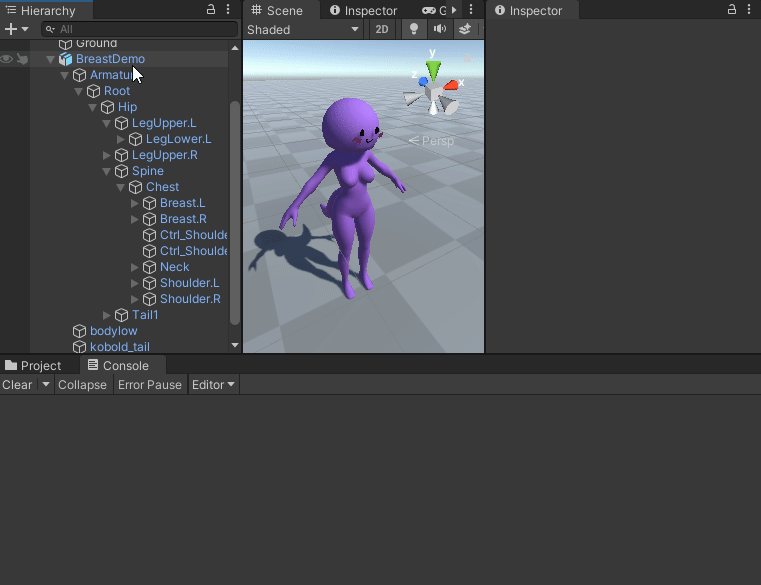 Hierarchy
All
Ground
BreastDemo
Armatu
Root
Hip
LegUpper.L
LegLower.L
LegUpper.R
Spine
Chest
Breast.L
Breast.R
Ctrl_Shoulde
Ctrl_Shoulde
Neck
Shoulder.L
Shoulder.R
Tail1
bodylow
kobold_tail
Scene Inspector G
Shaded 2D
y
z x
Persp
Inspector
Project Console
Clear Collapse Error Pause Editor